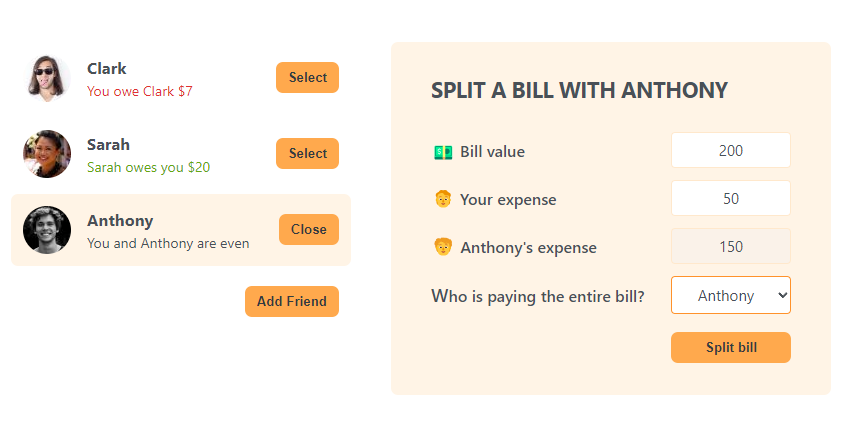 Clark
You owe Clark $7
Select
Sarah
Sarah owes you $20
Select
Anthony
You and Anthony are even
Close
Add Friend
SPLIT A BILL WITH ANTHONY
Bill value 200
Your expense 50
Anthony's expense 150
Who is paying the entire bill? Anthony
Split bill